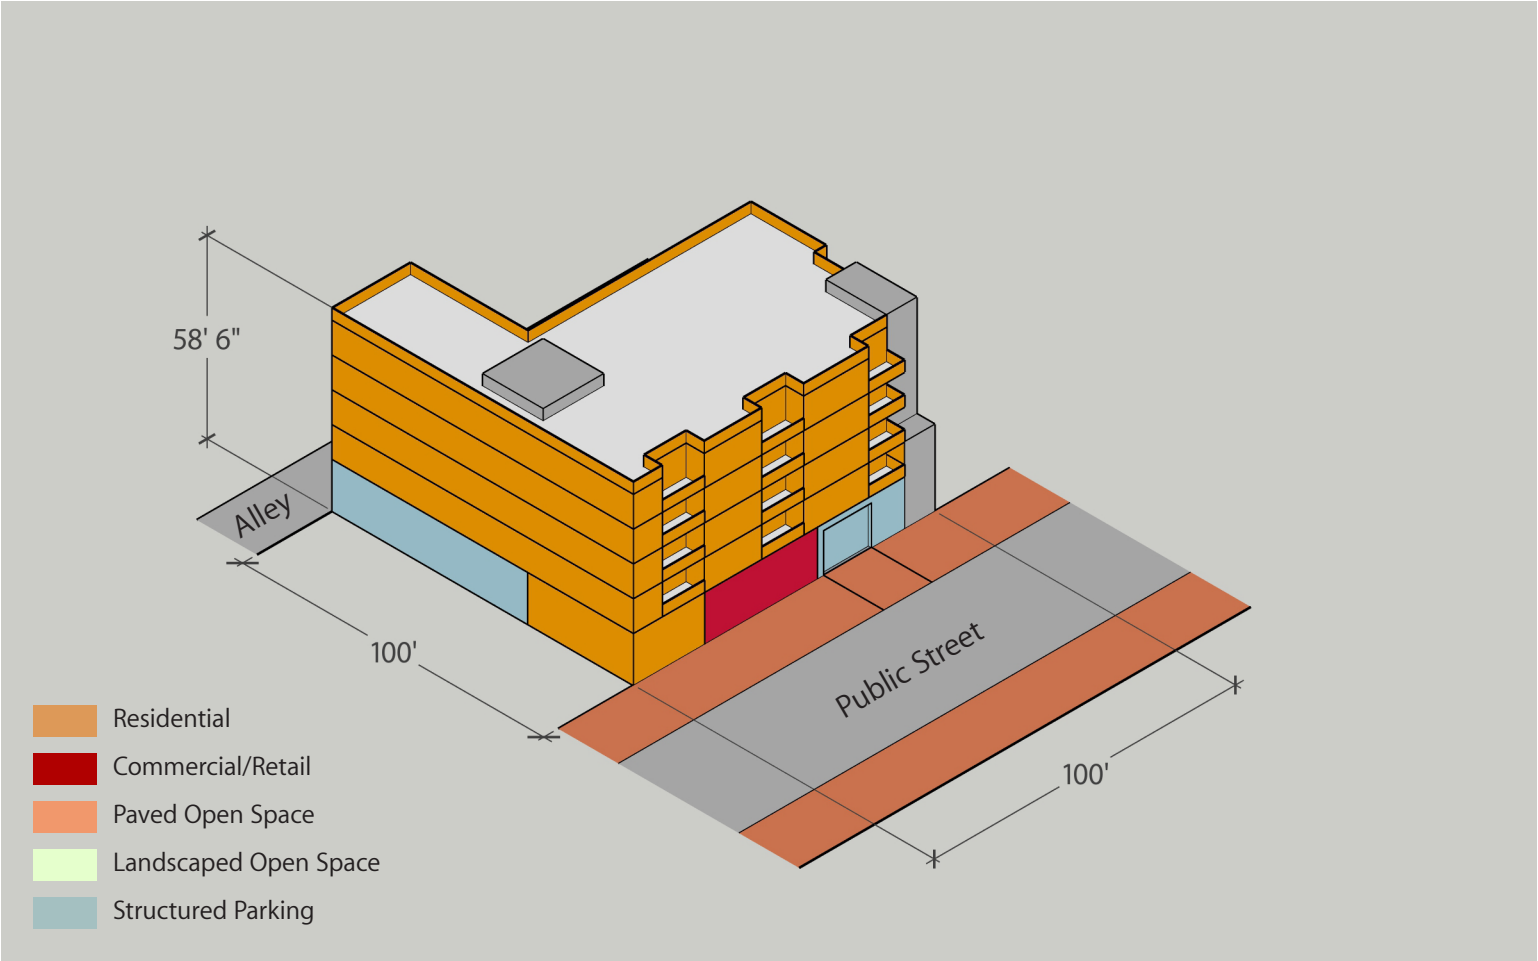 58' 6"
Alley
100'
Public Street
100'
Residential
Commercial/Retail
Paved Open Space
Landscaped Open Space
Structured Parking